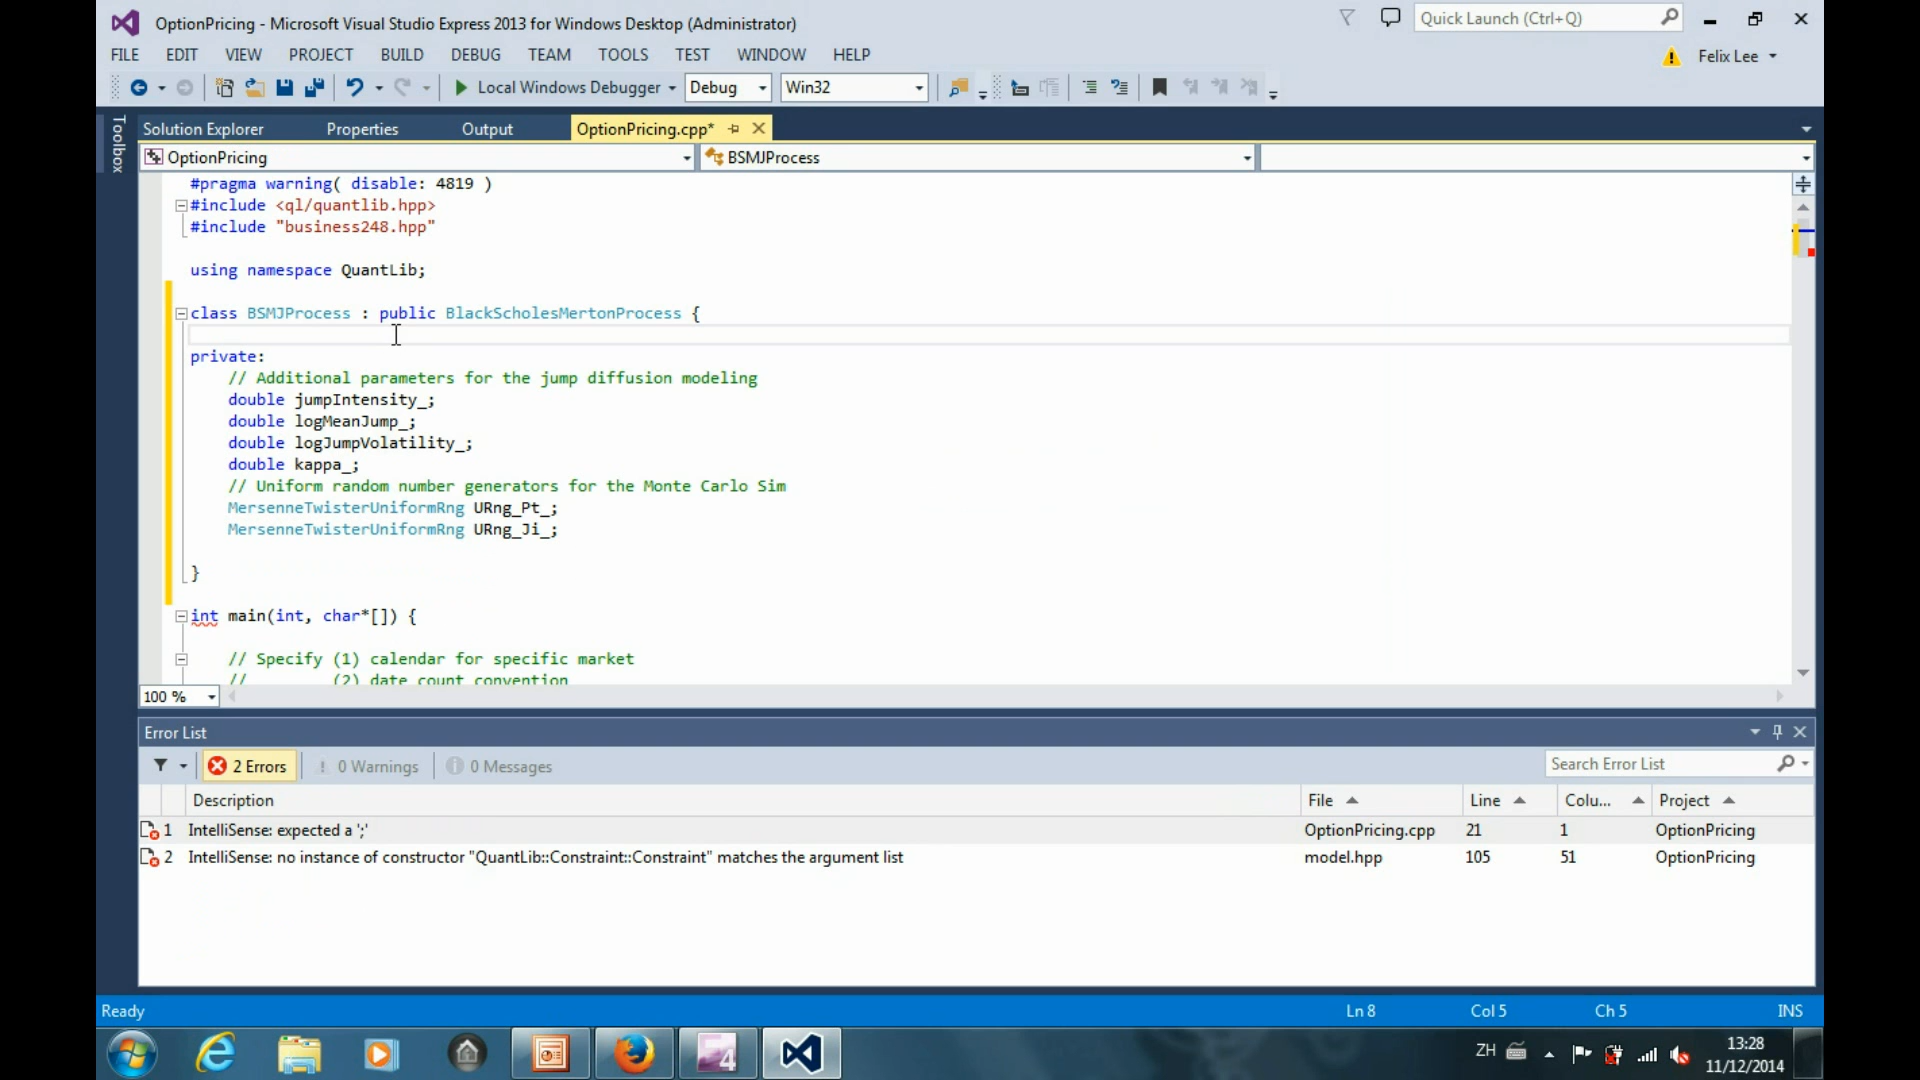 OptionPricing - Microsoft Visual Studio Express 2013 for Windows Desktop (Administrator)
Quick Launch (Ctrl+Q)
FILE EDIT VIEW PROJECT BUILD DEBUG TEAM TOOLS TEST WINDOW HELP
Felix Lee
Local Windows Debugger Debug Win32
Toolbox
Solution Explorer Properties Output OptionPricing.cpp*
OptionPricing BSMJProcess
#pragma warning( disable: 4819 )
#include <ql/quantlib.hpp>
#include "business248.hpp"
using namespace QuantLib;
class BSMJProcess : public BlackScholesMertonProcess {
private:
// Additional parameters for the jump diffusion modeling
double jumpIntensity_;
double logMeanJump_;
double logJumpVolatility_;
double kappa_;
// Uniform random number generators for the Monte Carlo Sim
MersenneTwisterUniformRng URng_Pt_;
MersenneTwisterUniformRng URng_Ji_;
}
int main(int, char*[]) {
// Specify (1) calendar for specific market
// (2) date count convention
100 %
Error List
2 Errors 0 Warnings 0 Messages
Search Error List
Description File Line Colu... Project
1 IntelliSense: expected a ';' OptionPricing.cpp 21 1 OptionPricing
2 IntelliSense: no instance of constructor "QuantLib::Constraint::Constraint" matches the argument list model.hpp 105 51 OptionPricing
Ready Ln 8 Col 5 Ch 5 INS
4
ZH
13:28
11/12/2014